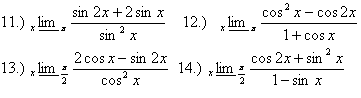 11.) x lim π (sin 2x + 2 sin x)/(sin² x) 12.) x lim π (cos² x − cos 2x)/(1 + cos x)
13.) x lim π/2 (2 cos x − sin 2x)/(cos² x) 14.) x lim π/2 (cos 2x + sin² x)/(1 − sin x)